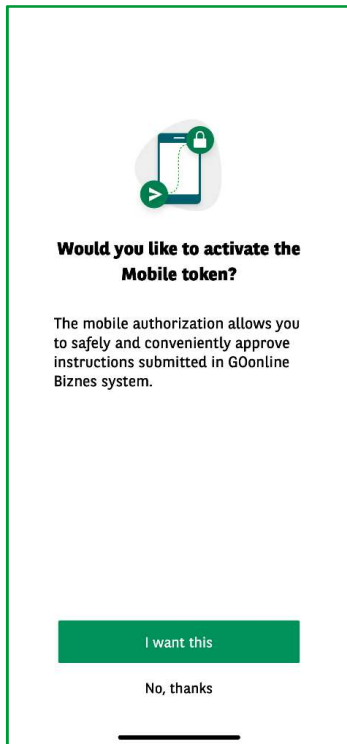 Would you like to activate the
Mobile token?
The mobile authorization allows you
to safely and conveniently approve
instructions submitted in GOonline
Biznes system.
I want this
No, thanks